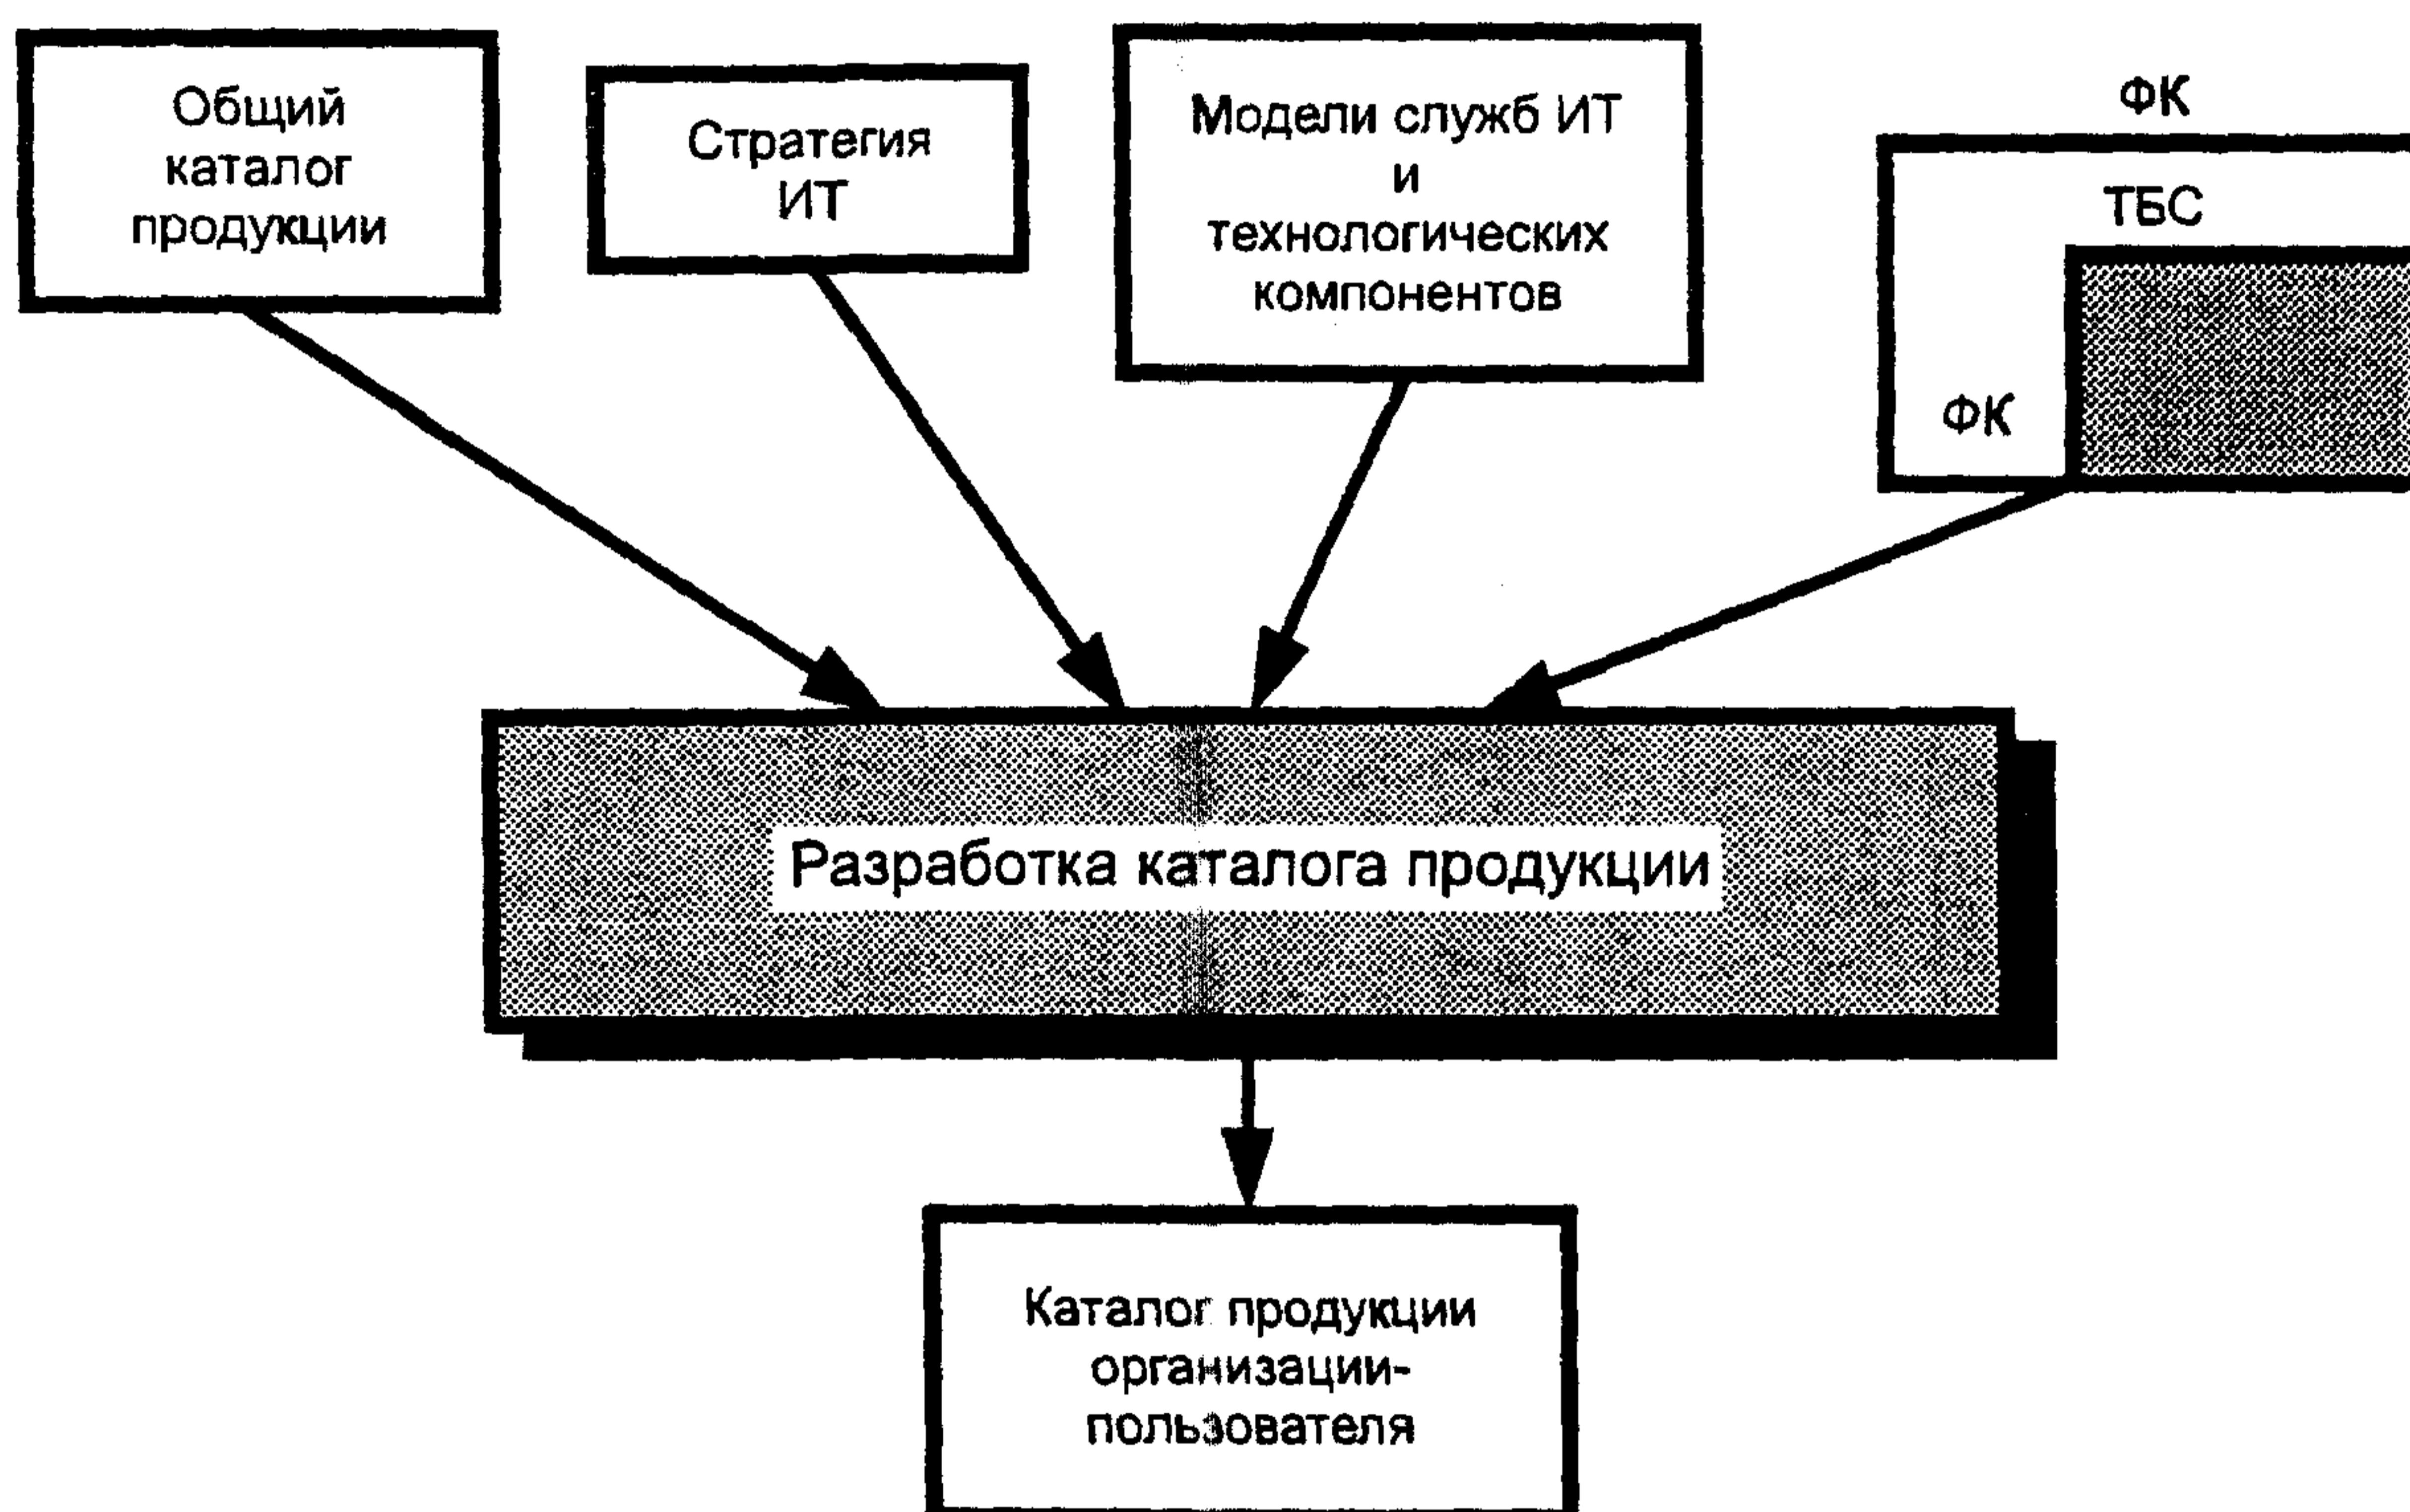 Общий
каталог
продукции
Стратегия
ИТ
Модели служб ИТ
и
технологических
компонентов
ФК
ТБС
ФК
Разработка каталога продукции
Каталог продукции
организации-
пользователя